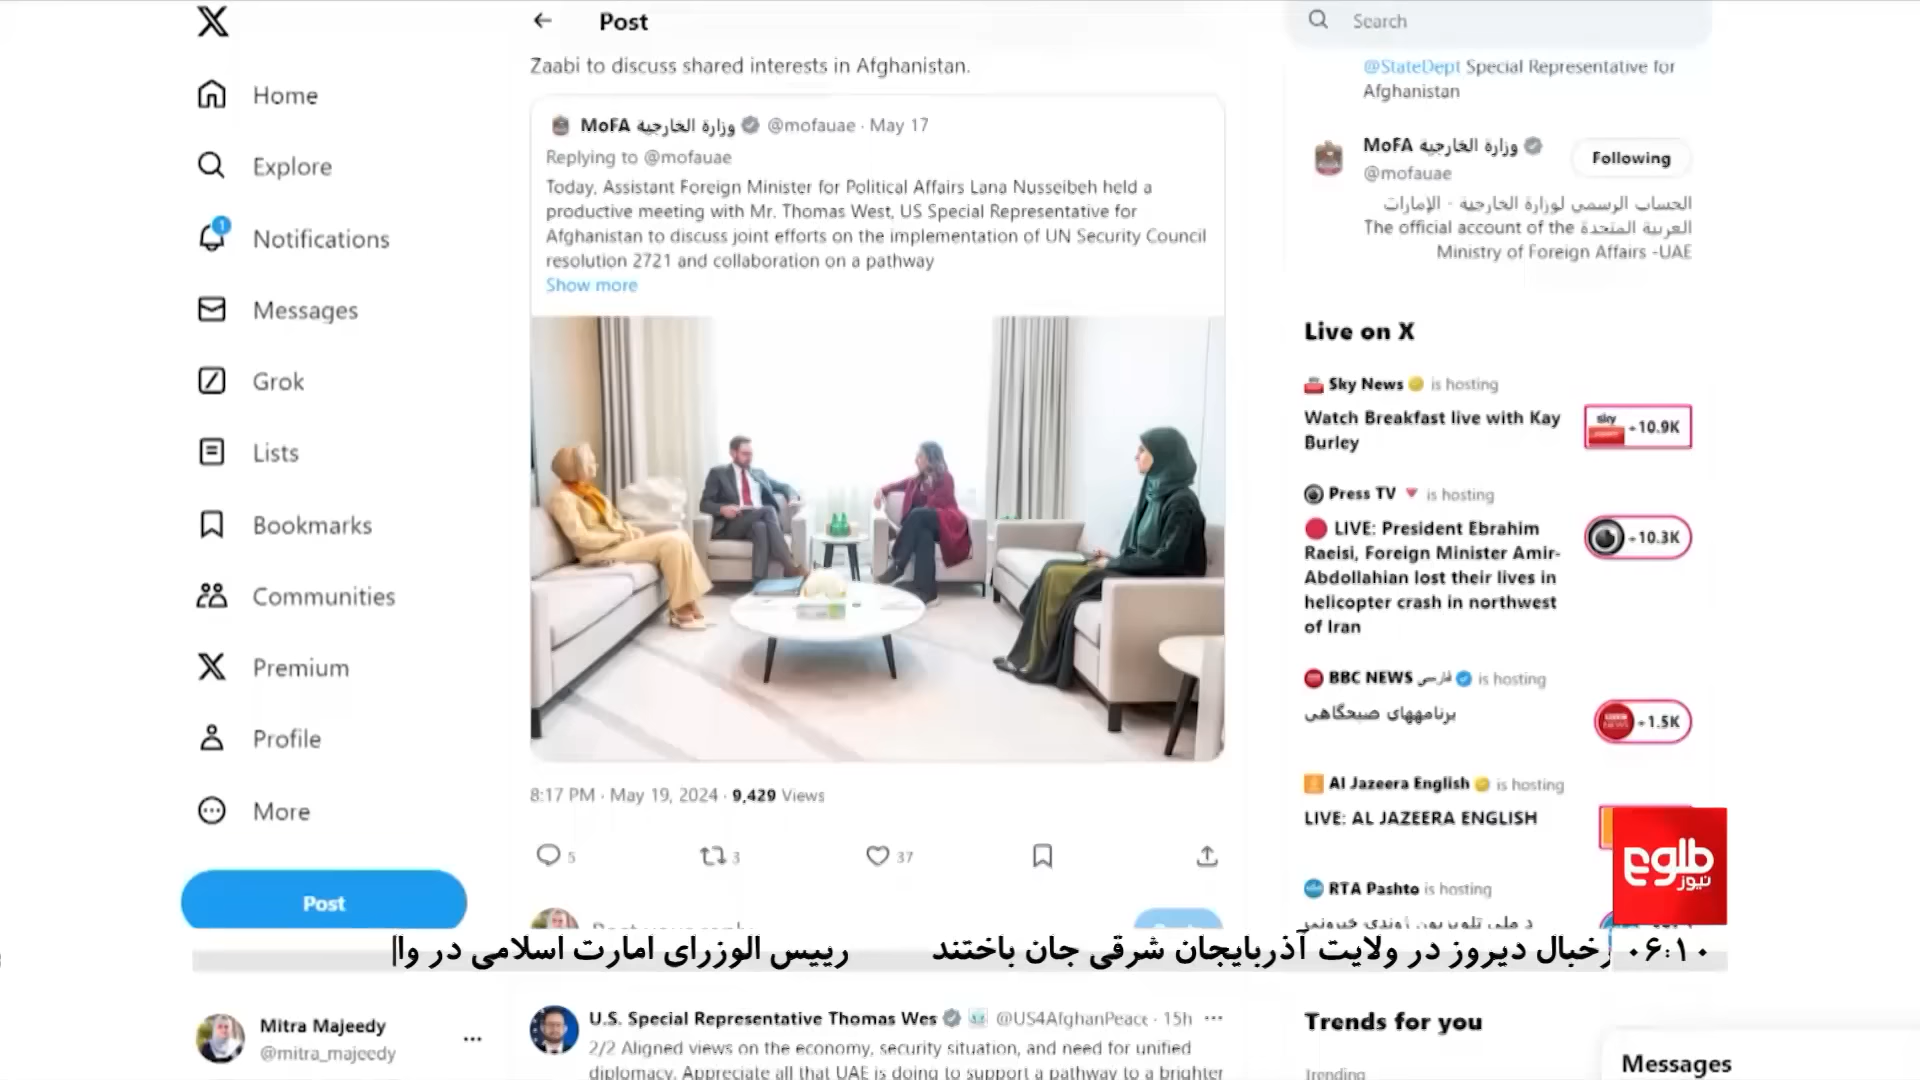 Home
Explore
1
Notifications
Messages
Grok
Lists
Bookmarks
Communities
Premium
Profile
More
Post
Mitra Majeedy
@mitra_majeedy
Post
Zaabi to discuss shared interests in Afghanistan.
MoFA وزارة الخارجية @mofauae · May 17
Replying to @mofauae
Today, Assistant Foreign Minister for Political Affairs Lana Nusseibeh held a
productive meeting with Mr. Thomas West, US Special Representative for
Afghanistan to discuss joint efforts on the implementation of UN Security Council
resolution 2721 and collaboration on a pathway
Show more
8:17 PM · May 19, 2024 · 9,429 Views
5
3
37
U.S. Special Representative Thomas Wes @US4AfghanPeace · 15h
2/2 Aligned views on the economy, security situation, and need for unified
diplomacy. Appreciate all that UAE is doing to support a pathway to a brighter
Search
@StateDept Special Representative for
Afghanistan
MoFA وزارة الخارجية
Following
@mofauae
الحساب الرسمي لوزارة الخارجية - الإمارات
العربية المتحدة The official account of the
Ministry of Foreign Affairs -UAE
Live on X
Sky News is hosting
Watch Breakfast live with Kay
Burley
sky
+10.9K
Press TV is hosting
LIVE: President Ebrahim
Raeisi, Foreign Minister Amir-
Abdollahian lost their lives in
helicopter crash in northwest
of Iran
+10.3K
BBC NEWS فارسی is hosting
برنامههای صبحگاهی
+1.5K
Al Jazeera English is hosting
LIVE: AL JAZEERA ENGLISH
RTA Pashto is hosting
طلوع
نیوز
۰۶:۱۰
رخبال دیروز در ولایت آذربایجان شرقی جان باختند
رییس الوزرای امارت اسلامی در وا
Trends for you
Trending
Messages